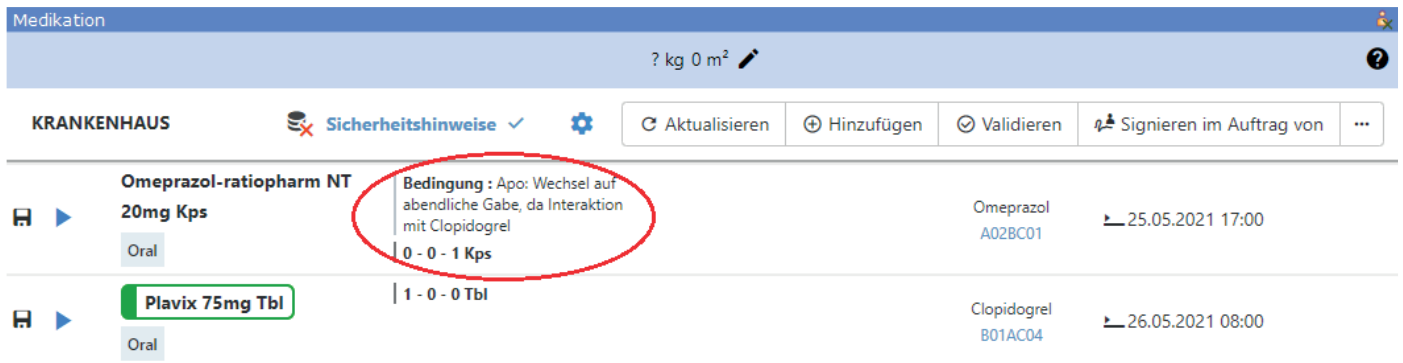 Medikation
? kg 0 m²
KRANKENHAUS Sicherheitshinweise Aktualisieren Hinzufügen Validieren Signieren im Auftrag von ...
Omeprazol-ratiopharm NT
20mg Kps
Oral
Bedingung : Apo: Wechsel auf
abendliche Gabe, da Interaktion
mit Clopidogrel
0 - 0 - 1 Kps
Omeprazol
A02BC01
25.05.2021 17:00
Plavix 75mg Tbl
Oral
1 - 0 - 0 Tbl
Clopidogrel
B01AC04
26.05.2021 08:00